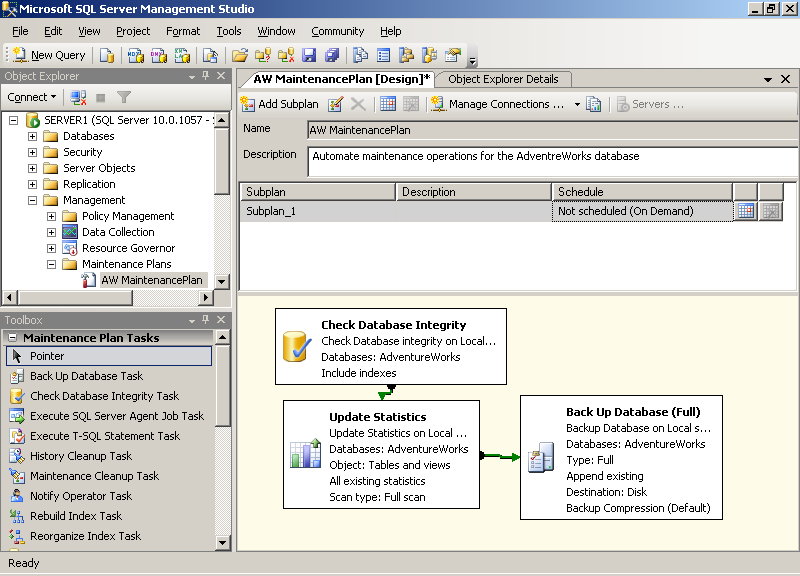 Microsoft SQL Server Management Studio
File Edit View Project Format Tools Window Community Help
New Query
Object Explorer
Connect
SERVER1 (SQL Server 10.0.1057 -
Databases
Security
Server Objects
Replication
Management
Policy Management
Data Collection
Resource Governor
Maintenance Plans
AW MaintenancePlan
Toolbox
Maintenance Plan Tasks
Pointer
Back Up Database Task
Check Database Integrity Task
Execute SQL Server Agent Job Task
Execute T-SQL Statement Task
History Cleanup Task
Maintenance Cleanup Task
Notify Operator Task
Rebuild Index Task
Reorganize Index Task
AW MaintenancePlan [Design]* Object Explorer Details
Add Subplan Manage Connections ... Servers ...
Name AW MaintenancePlan
Description Automate maintenance operations for the AdventreWorks database
Subplan Description Schedule
Subplan_1 Not scheduled (On Demand)
Check Database Integrity
Check Database integrity on Local...
Databases: AdventureWorks
Include indexes
Update Statistics
Update Statistics on Local ...
Databases: AdventureWorks
Object: Tables and views
All existing statistics
Scan type: Full scan
Back Up Database (Full)
Backup Database on Local s...
Databases: AdventureWorks
Type: Full
Append existing
Destination: Disk
Backup Compression (Default)
Ready